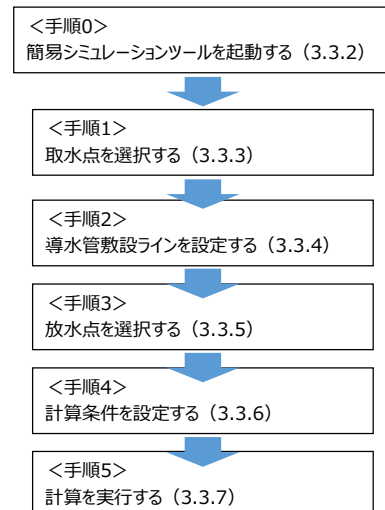 ＜手順0＞
簡易シミュレーションツールを起動する（3.3.2）
＜手順1＞
取水点を選択する（3.3.3）
＜手順2＞
導水管敷設ラインを設定する（3.3.4）
＜手順3＞
放水点を選択する（3.3.5）
＜手順4＞
計算条件を設定する（3.3.6）
＜手順5＞
計算を実行する（3.3.7）